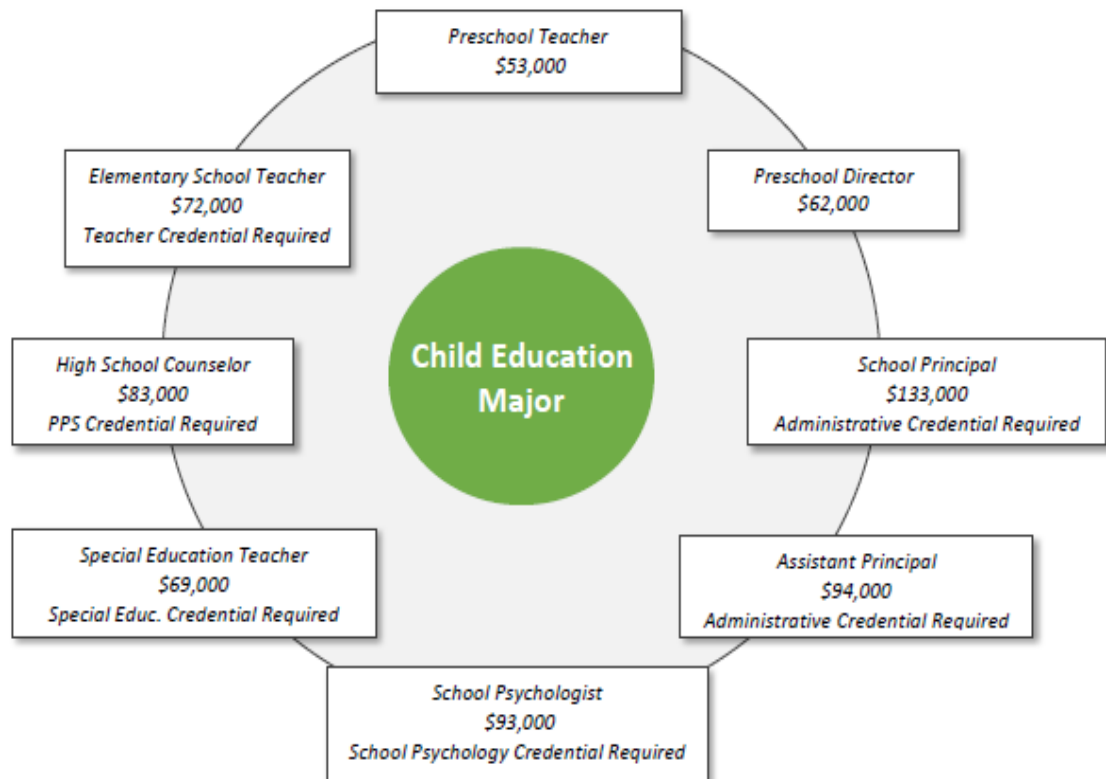 Preschool Teacher
$53,000
Elementary School Teacher
$72,000
Teacher Credential Required
Preschool Director
$62,000
Child Education
Major
High School Counselor
$83,000
PPS Credential Required
School Principal
$133,000
Administrative Credential Required
Special Education Teacher
$69,000
Special Educ. Credential Required
Assistant Principal
$94,000
Administrative Credential Required
School Psychologist
$93,000
School Psychology Credential Required